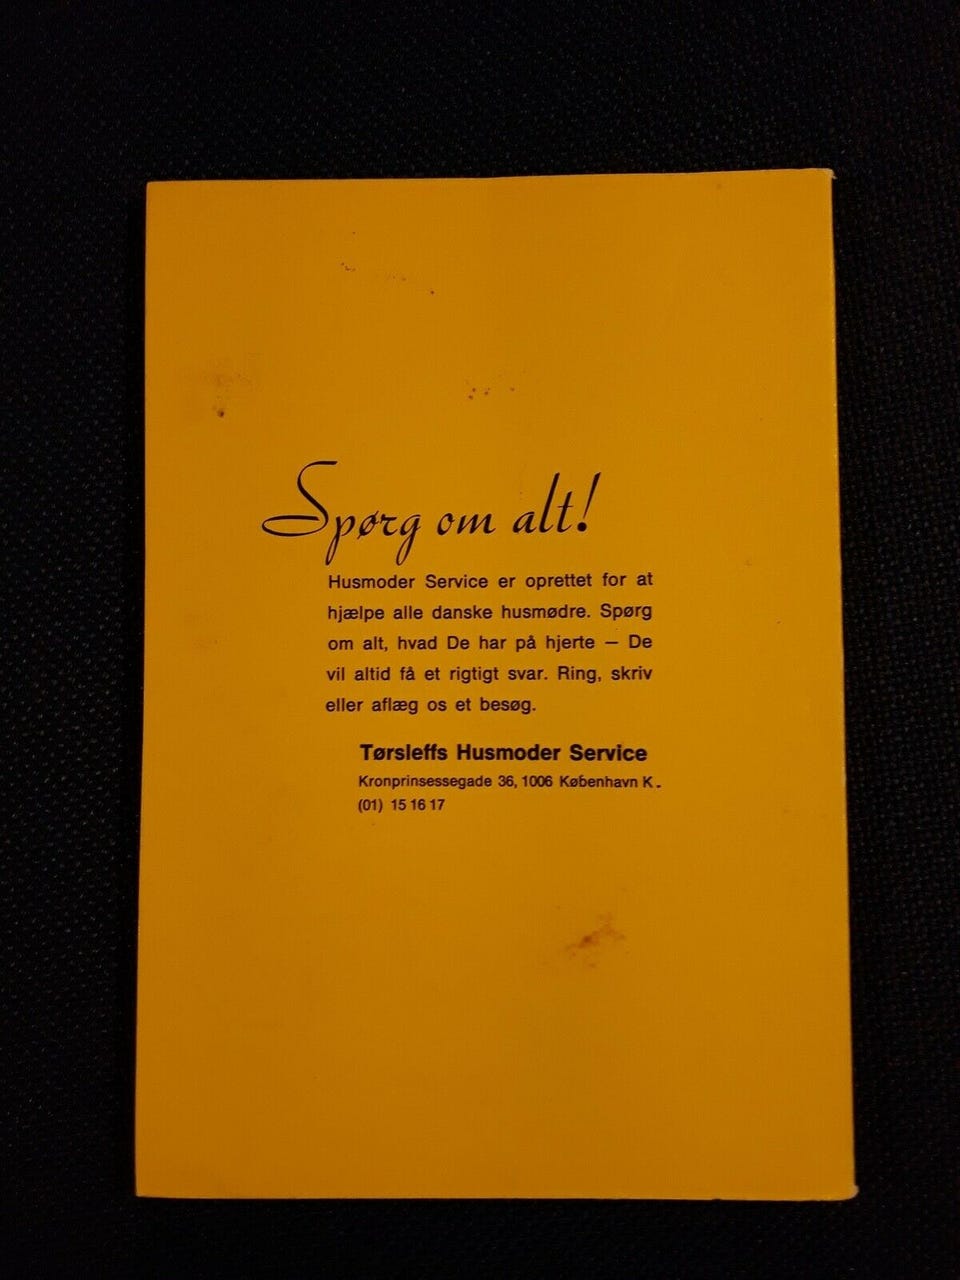 Spørg om alt!
Husmoder Service er oprettet for at
hjælpe alle danske husmødre. Spørg
om alt, hvad De har på hjerte — De
vil altid få et rigtigt svar. Ring, skriv
eller aflæg os et besøg.
Tørsleffs Husmoder Service
Kronprinsessegade 36, 1006 København K.
(01) 15 16 17